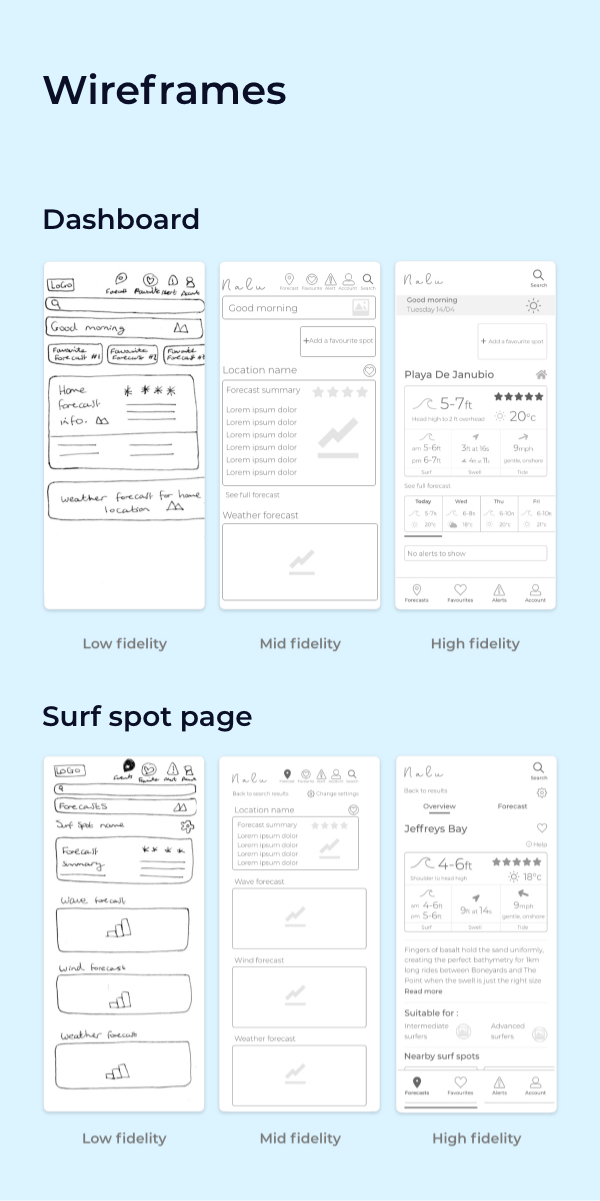 Wireframes
Dashboard
LOGO
Forecasts Favourite Alert Account
Good morning
Favourite Forecast #1
Favourite Forecast #2
Favourite Forecast #3
Home
forecast
info.
weather forecast for home
location
Nalu
Forecast Favourite Alert Account Search
Good morning
+Add a favourite spot
Location name
Forecast summary
Lorem ipsum dolor
Lorem ipsum dolor
Lorem ipsum dolor
Lorem ipsum dolor
Lorem ipsum dolor
Lorem ipsum dolor
See full forecast
Weather forecast
Nalu
Search
Good morning
Tuesday 14/04
+ Add a favourite spot
Playa De Janubio
5-7ft
Head high to 2 ft overhead
20°c
am 5-6ft
pm 6-7ft
Surf
3ft at 16s
4ft at 11s
Swell
9mph
gentle, onshore
Tide
See full forecast
Today Wed Thu Fri
5-7s 6-8s 6-10s 6-10s
20°c 18°c 20°c 21°c
No alerts to show
Forecasts Favourites Alerts Account
Low fidelity Mid fidelity High fidelity
Surf spot page
LOGO
Forecasts Favourites Alert Account
Forecasts
Surf Spot name
Forecast
Summary
Wave forecast
Wind forecast
Weather forecast
Nalu
Forecast Favourite Alert Account Search
Back to search results Change settings
Location name
Forecast summary
Lorem ipsum dolor
Lorem ipsum dolor
Lorem ipsum dolor
Lorem ipsum dolor
Wave forecast
Wind forecast
Weather forecast
Nalu
Search
Back to results
Overview Forecast
Jeffreys Bay
Help
4-6ft
Shoulder to head high
18°c
am 4-6ft
pm 5-6ft
Surf
9ft at 14s
Swell
9mph
gentle, onshore
Tide
Fingers of basalt hold the sand uniformly,
creating the perfect bathymetry for 1km
long rides between Boneyards and The
Point when the swell is just the right size
Read more
Suitable for :
Intermediate
surfers
Advanced
surfers
Nearby surf spots
Forecasts Favourites Alerts Account
Low fidelity Mid fidelity High fidelity